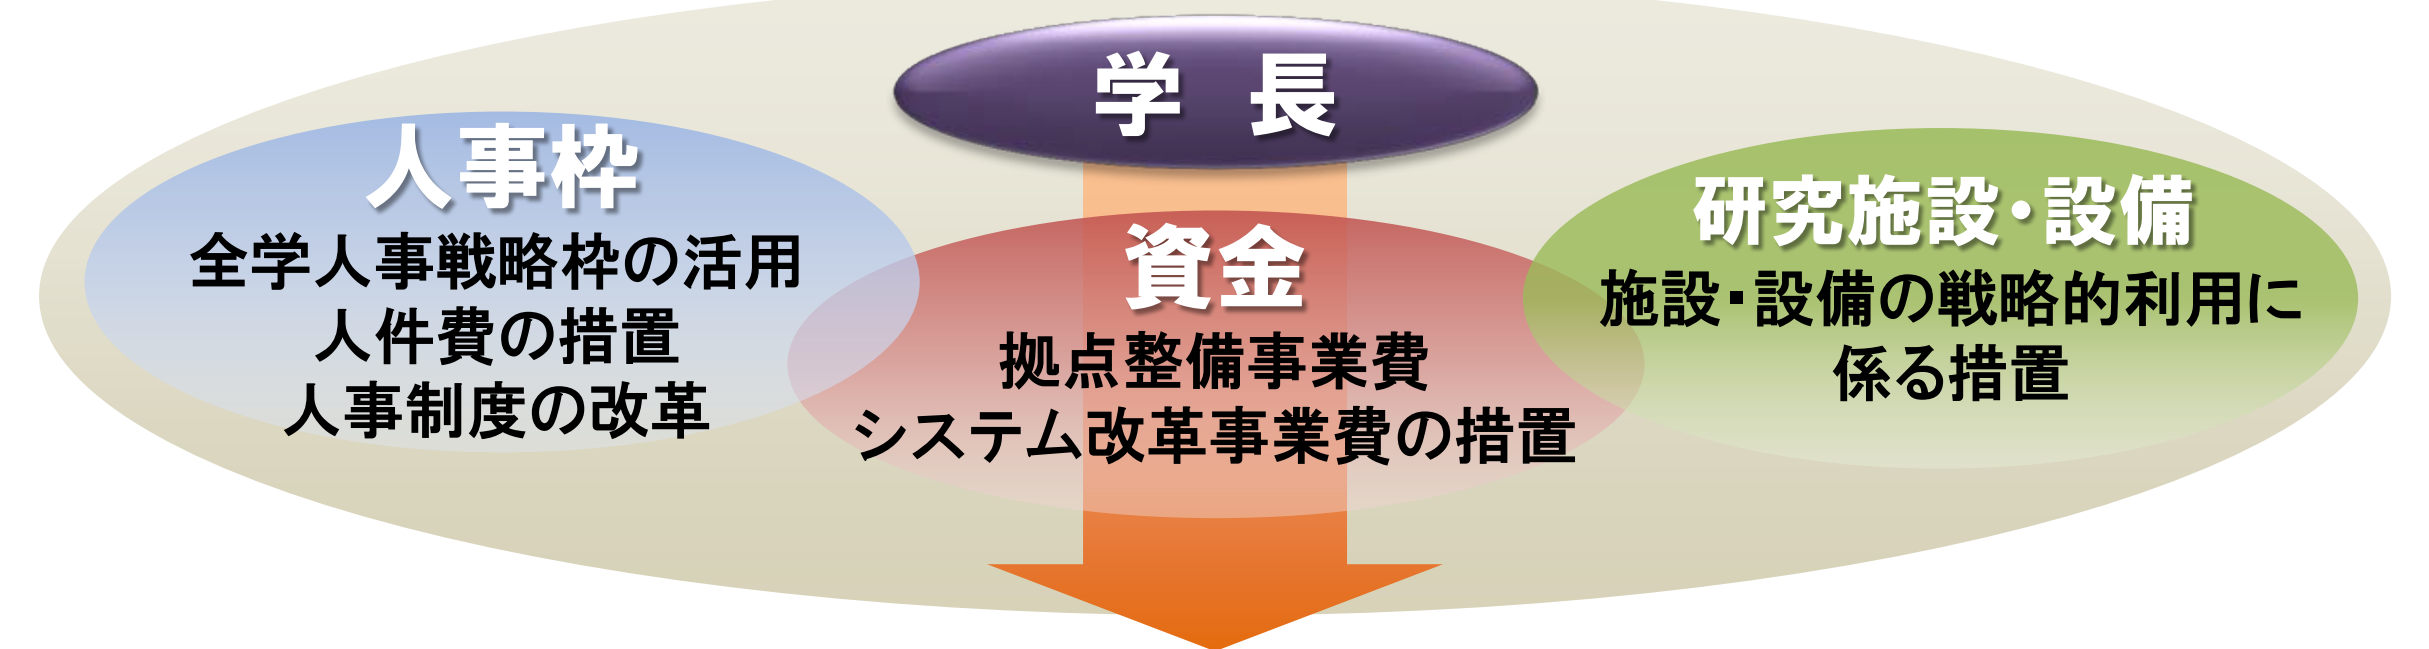 学 長
人事枠
全学人事戦略枠の活用
人件費の措置
人事制度の改革
資金
拠点整備事業費
システム改革事業費の措置
研究施設・設備
施設・設備の戦略的利用に
係る措置